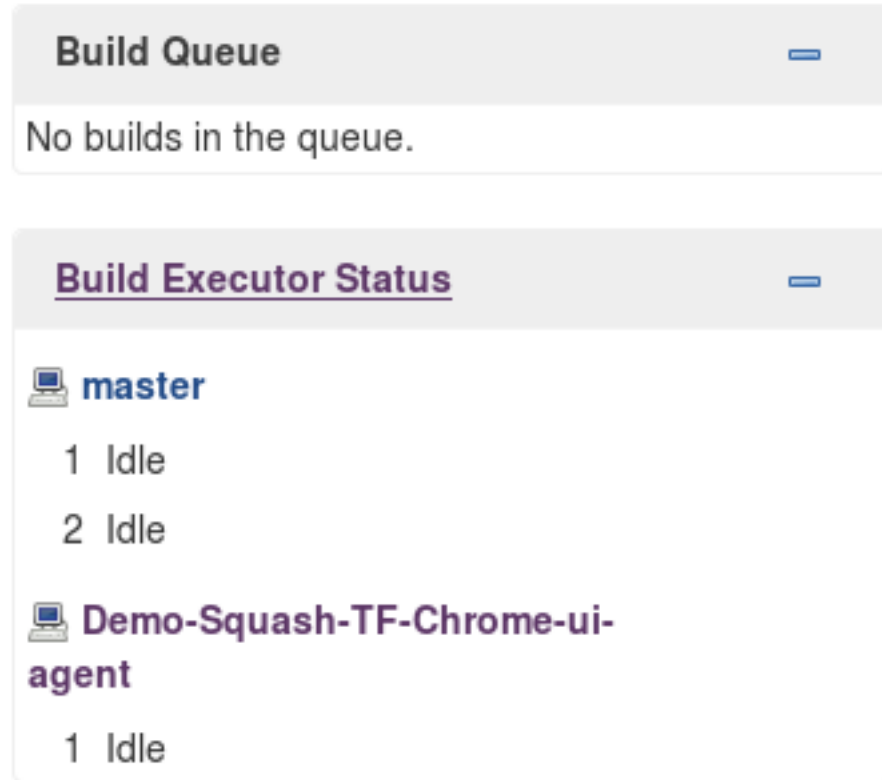 Build Queue
No builds in the queue.
Build Executor Status
master
1 Idle
2 Idle
Demo-Squash-TF-Chrome-ui-
agent
1 Idle